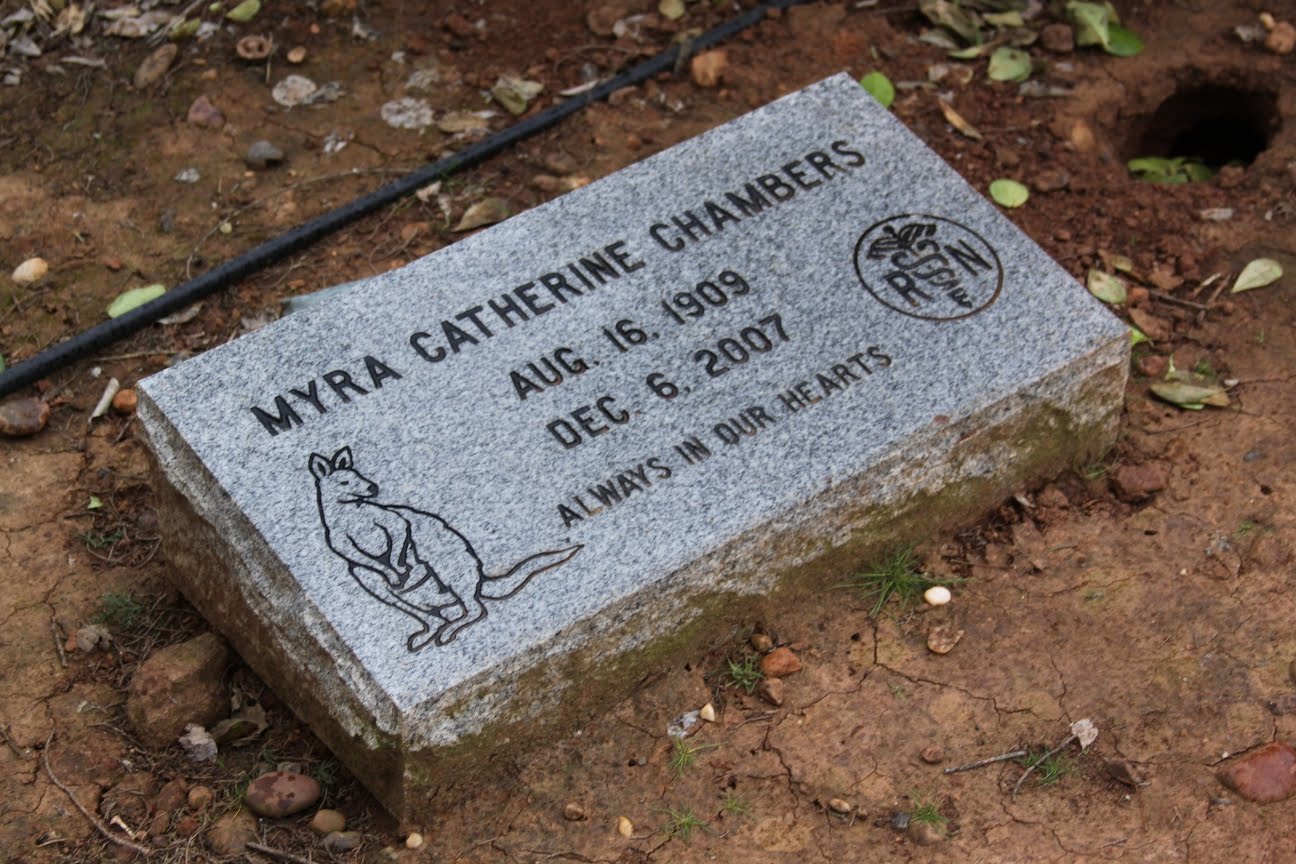 MYRA CATHERINE CHAMBERS
AUG. 16, 1909
DEC. 6, 2007
ALWAYS IN OUR HEARTS
RN